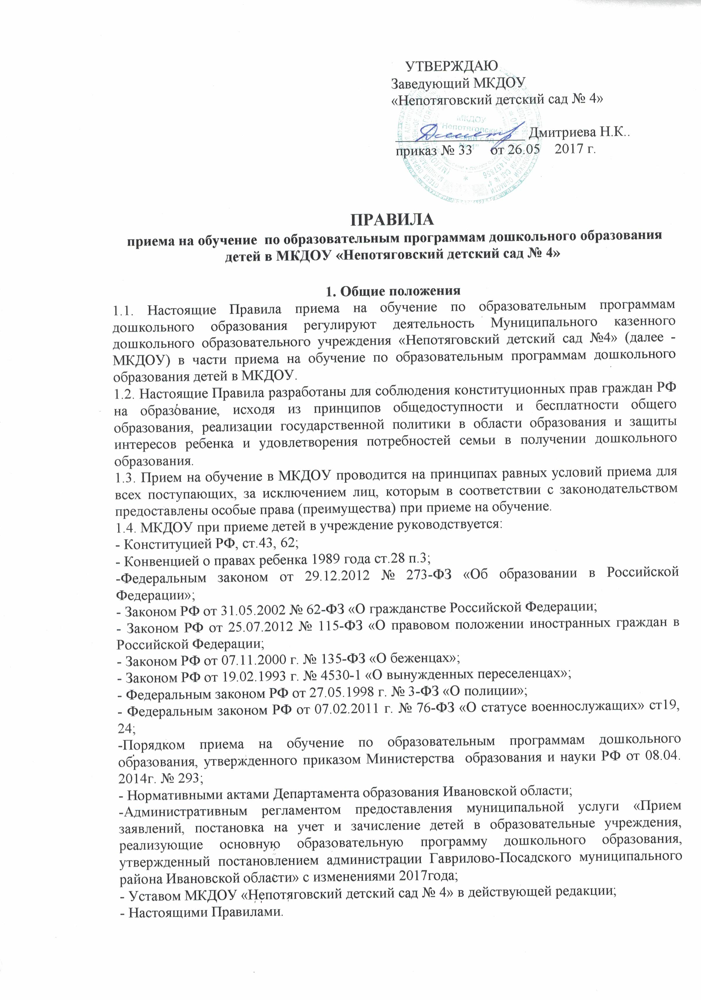 УТВЕРЖДАЮ
Заведующий МКДОУ
«Непотяговский детский сад № 4»
МКДОУ
"Непотяговский
детский сад
№ 4"
Дмитриева Н.К..
приказ № 33 от 26.05 2017 г.
ПРАВИЛА
приема на обучение по образовательным программам дошкольного образования
детей в МКДОУ «Непотяговский детский сад № 4»
1. Общие положения
1.1. Настоящие Правила приема на обучение по образовательным программам
дошкольного образования регулируют деятельность Муниципального казенного
дошкольного образовательного учреждения «Непотяговский детский сад №4» (далее -
МКДОУ) в части приема на обучение по образовательным программам дошкольного
образования детей в МКДОУ.
1.2. Настоящие Правила разработаны для соблюдения конституционных прав граждан РФ
на образование, исходя из принципов общедоступности и бесплатности общего
образования, реализации государственной политики в области образования и защиты
интересов ребенка и удовлетворения потребностей семьи в получении дошкольного
образования.
1.3. Прием на обучение в МКДОУ проводится на принципах равных условий приема для
всех поступающих, за исключением лиц, которым в соответствии с законодательством
предоставлены особые права (преимущества) при приеме на обучение.
1.4. МКДОУ при приеме детей в учреждение руководствуется:
- Конституцией РФ, ст.43, 62;
- Конвенцией о правах ребенка 1989 года ст.28 п.3;
-Федеральным законом от 29.12.2012 № 273-ФЗ «Об образовании в Российской
Федерации»;
- Законом РФ от 31.05.2002 № 62-ФЗ «О гражданстве Российской Федерации;
- Законом РФ от 25.07.2012 № 115-ФЗ «О правовом положении иностранных граждан в
Российской Федерации;
- Законом РФ от 07.11.2000 г. № 135-ФЗ «О беженцах»;
- Законом РФ от 19.02.1993 г. № 4530-1 «О вынужденных переселенцах»;
- Федеральным законом РФ от 27.05.1998 г. № 3-ФЗ «О полиции»;
- Федеральным законом РФ от 07.02.2011 г. № 76-ФЗ «О статусе военнослужащих» ст19,
24;
-Порядком приема на обучение по образовательным программам дошкольного
образования, утвержденного приказом Министерства образования и науки РФ от 08.04.
2014г. № 293;
- Нормативными актами Департамента образования Ивановской области;
-Административным регламентом предоставления муниципальной услуги «Прием
заявлений, постановка на учет и зачисление детей в образовательные учреждения,
реализующие основную образовательную программу дошкольного образования,
утвержденный постановлением администрации Гаврилово-Посадского муниципального
района Ивановской области» с изменениями 2017года;
- Уставом МКДОУ «Непотяговский детский сад № 4» в действующей редакции;
- Настоящими Правилами.